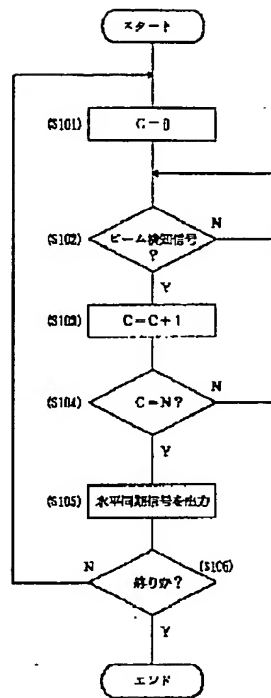 スタート
(S101)
C=0
(S102)
ビーム検知信号
?
N
Y
(S103)
C=C+1
(S104)
C=N?
N
Y
(S105)
水平同期信号を出力
(S106)
終りか?
N
Y
エンド